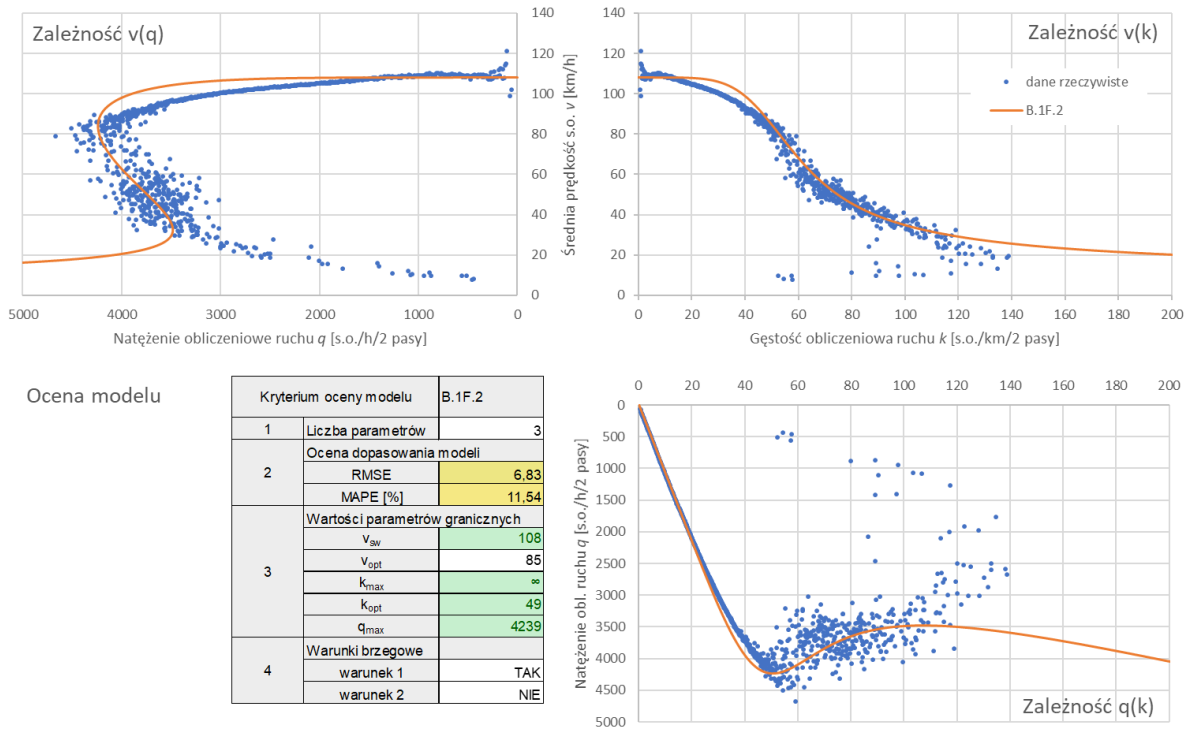 Zależność v(q)
140
120
100
80
60
40
20
0
5000
4000
3000
2000
1000
0
Natężenie obliczeniowe ruchu q [s.o./h/2 pasy]
Średnia prędkość s.o. v [km/h]
Zależność v(k)
dane rzeczywiste
B.1F.2
140
120
100
80
60
40
20
0
0
20
40
60
80
100
120
140
160
180
200
Gęstość obliczeniowa ruchu k [s.o./km/2 pasy]
Ocena modelu
Kryterium oceny modelu B.1F.2
1 Liczba parametrów 3
2 Ocena dopasowania modeli
RMSE 6,83
MAPE [%] 11,54
3 Wartości parametrów granicznych
vsw 108
vopt 85
kmax ∞
kopt 49
qmax 4239
4 Warunki brzegowe
warunek 1 TAK
warunek 2 NIE
0
20
40
60
80
100
120
140
160
180
200
0
500
1000
1500
2000
2500
3000
3500
4000
4500
5000
Natężenie obl. ruchu q [s.o./h/2 pasy]
Zależność q(k)